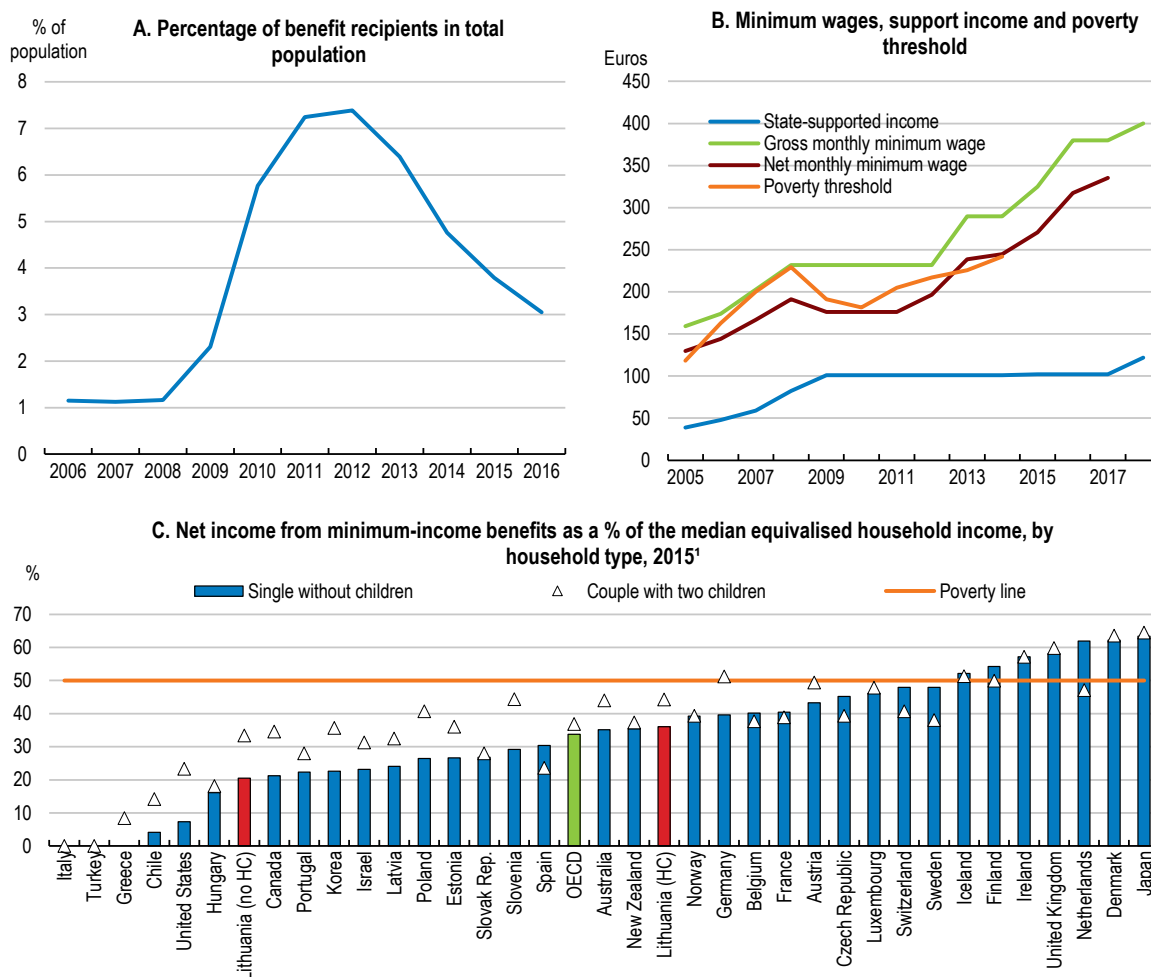 A. Percentage of benefit recipients in total
population
% of
population
8
7
6
5
4
3
2
1
0
2006 2007 2008 2009 2010 2011 2012 2013 2014 2015 2016
B. Minimum wages, support income and poverty
threshold
Euros
450
400
350
300
250
200
150
100
50
0
State-supported income
Gross monthly minimum wage
Net monthly minimum wage
Poverty threshold
2005 2007 2009 2011 2013 2015 2017
C. Net income from minimum-income benefits as a % of the median equivalised household income, by
household type, 2015¹
%
Single without children
Couple with two children
Poverty line
70
60
50
40
30
20
10
0
Italy
Turkey
Greece
Chile
United States
Hungary
Lithuania (no HC)
Canada
Portugal
Korea
Israel
Latvia
Poland
Estonia
Slovak Rep.
Slovenia
Spain
OECD
Australia
New Zealand
Lithuania (HC)
Norway
Germany
Belgium
France
Austria
Czech Republic
Luxembourg
Switzerland
Sweden
Iceland
Finland
Ireland
United Kingdom
Netherlands
Denmark
Japan